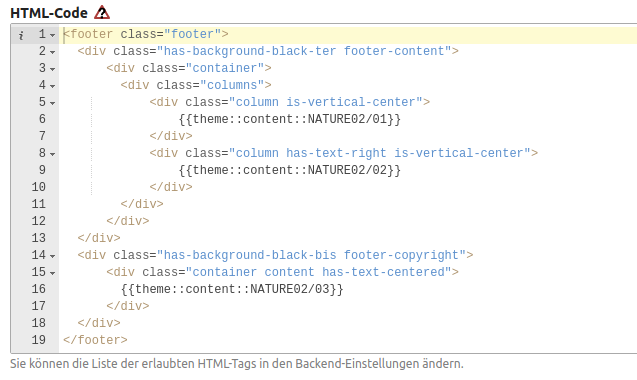 HTML-Code
i 1 <footer class="footer">
2 <div class="has-background-black-ter footer-content">
3 <div class="container">
4 <div class="columns">
5 <div class="column is-vertical-center">
6 {{theme::content::NATURE02/01}}
7 </div>
8 <div class="column has-text-right is-vertical-center">
9 {{theme::content::NATURE02/02}}
10 </div>
11 </div>
12 </div>
13 </div>
14 <div class="has-background-black-bis footer-copyright">
15 <div class="container content has-text-centered">
16 {{theme::content::NATURE02/03}}
17 </div>
18 </div>
19 </footer>
Sie können die Liste der erlaubten HTML-Tags in den Backend-Einstellungen ändern.